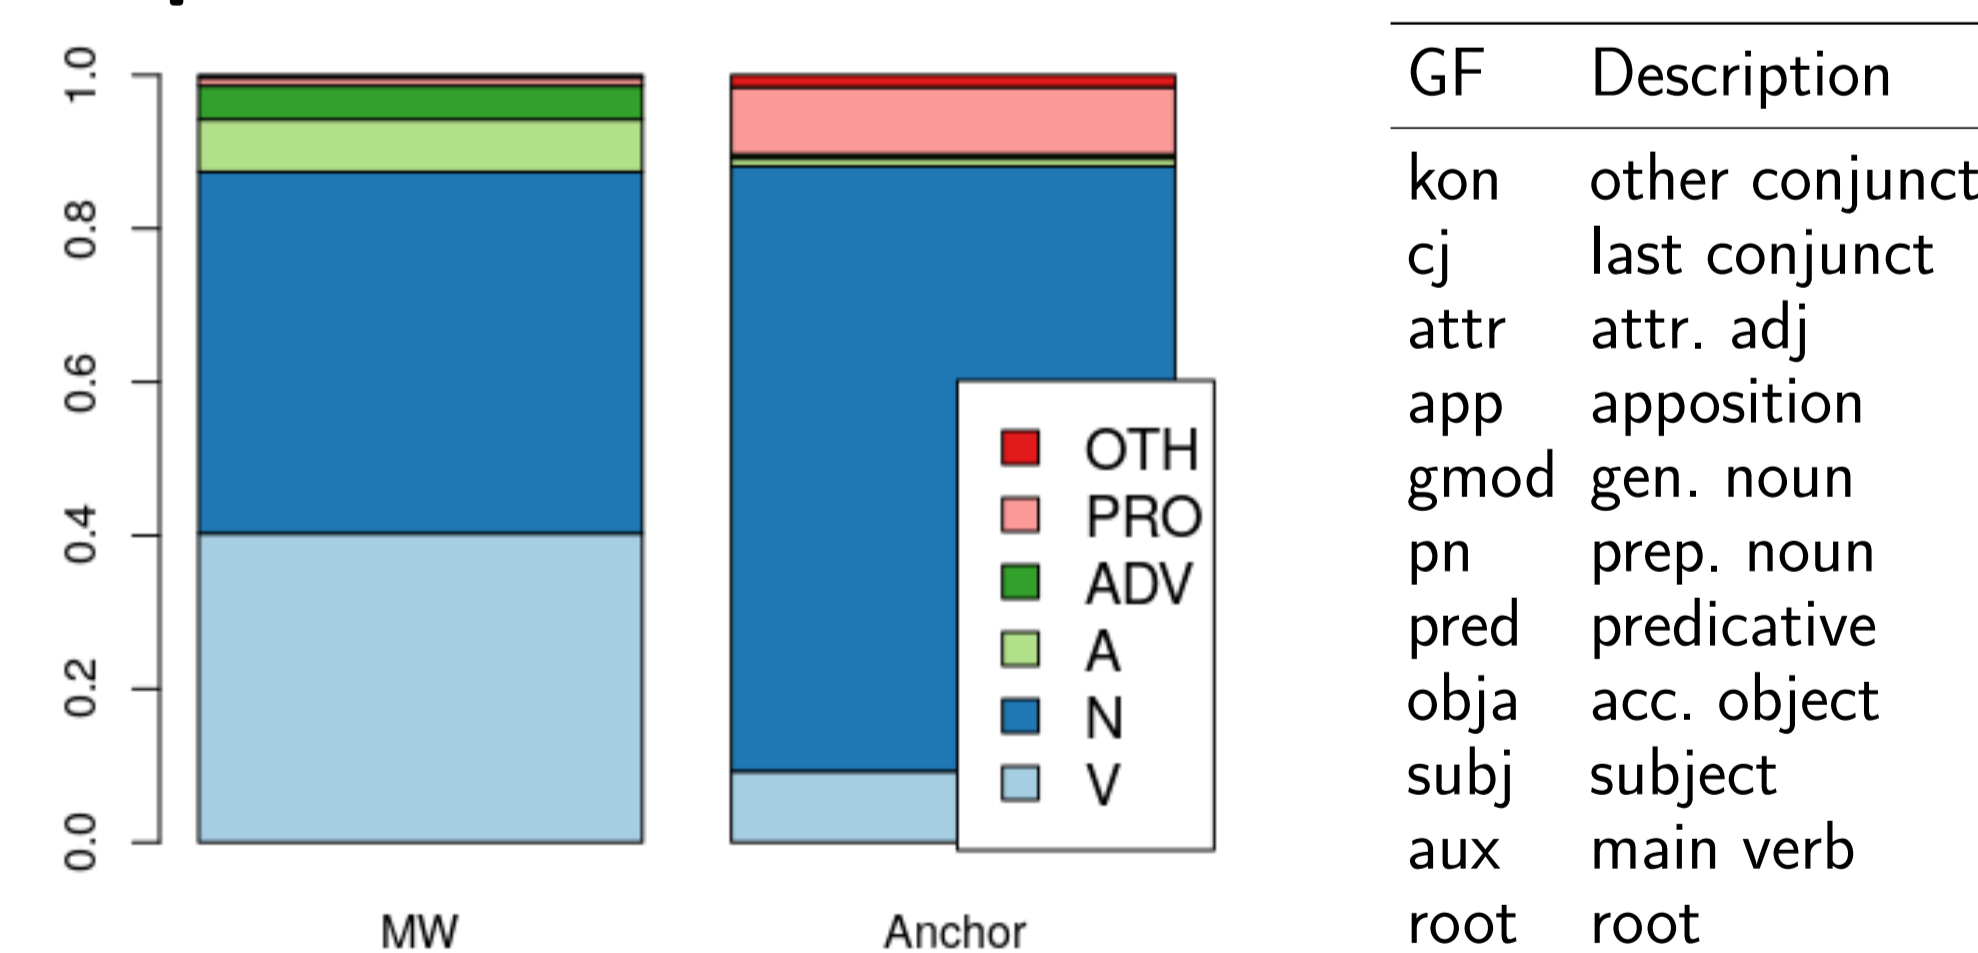 1.0
0.8
0.6
0.4
0.2
0.0
MW
Anchor
OTH
PRO
ADV
A
N
V
GF Description
kon other conjunct
cj last conjunct
attr attr. adj
app apposition
gmod gen. noun
pn prep. noun
pred predicative
obja acc. object
subj subject
aux main verb
root root